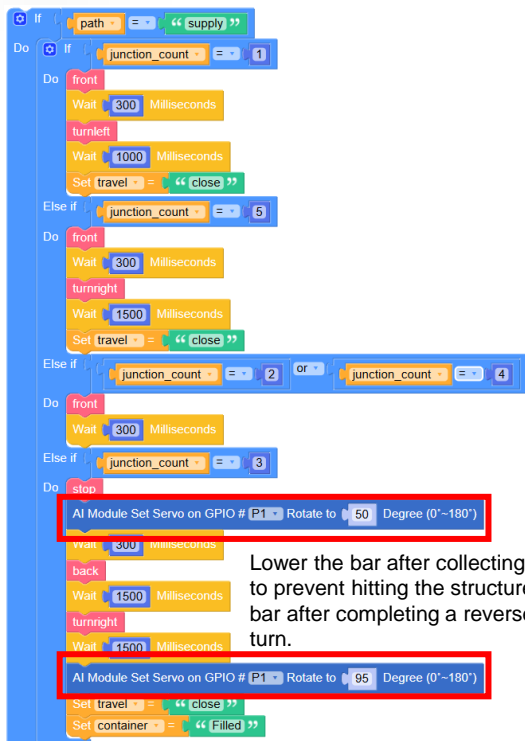 If path = “ supply ”
Do If junction_count = 1
Do front
Wait 300 Milliseconds
turnleft
Wait 1000 Milliseconds
Set travel = “ close ”
Else if junction_count = 5
Do front
Wait 300 Milliseconds
turnright
Wait 1500 Milliseconds
Set travel = “ close ”
Else if junction_count = 2 or junction_count = 4
Do front
Wait 300 Milliseconds
Else if junction_count = 3
Do stop
AI Module Set Servo on GPIO # P1 Rotate to 50 Degree (0°~180°)
Wait 300 Milliseconds
back
Wait 1500 Milliseconds
turnright
Wait 1500 Milliseconds
AI Module Set Servo on GPIO # P1 Rotate to 95 Degree (0°~180°)
Set travel = “ close ”
Set container = “ Filled ”
Lower the bar after collecting
to prevent hitting the structure
bar after completing a reverse
turn.